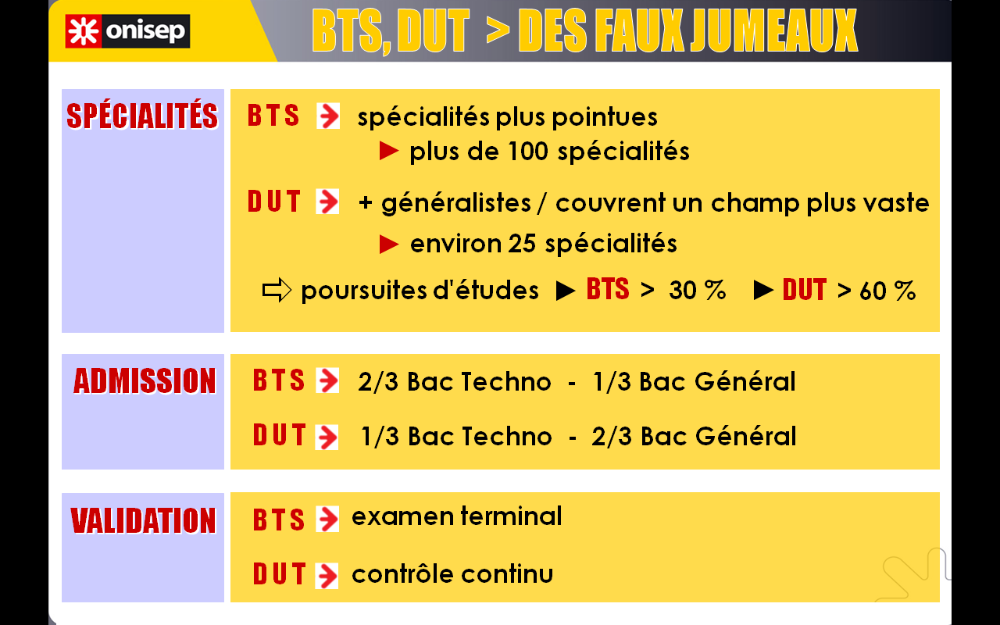 onisep
BTS, DUT > DES FAUX JUMEAUX
SPÉCIALITÉS
BTS spécialités plus pointues
► plus de 100 spécialités
DUT + généralistes / couvrent un champ plus vaste
► environ 25 spécialités
⇨ poursuites d'études ► BTS > 30 % ► DUT > 60 %
ADMISSION
BTS 2/3 Bac Techno - 1/3 Bac Général
DUT 1/3 Bac Techno - 2/3 Bac Général
VALIDATION
BTS examen terminal
DUT contrôle continu